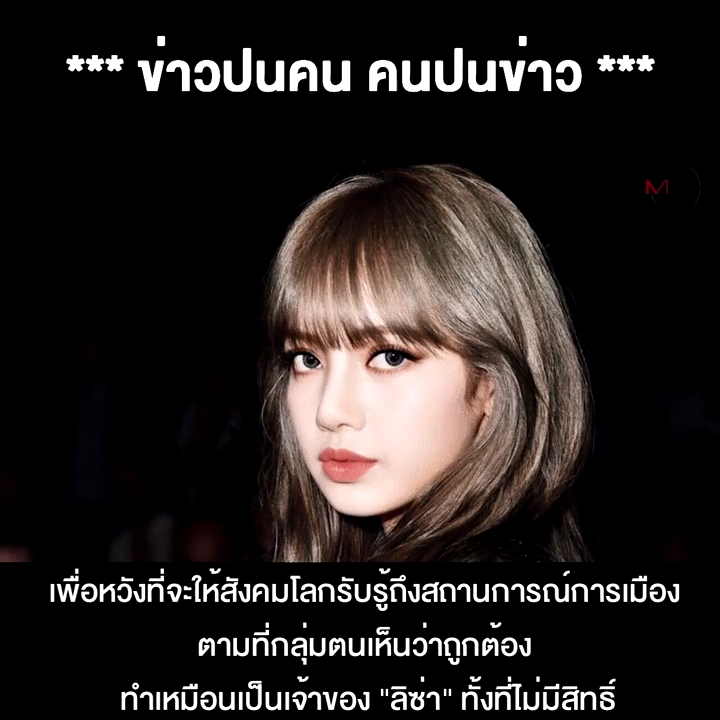 *** ข่าวปนคน คนปนข่าว ***
M
เพื่อหวังที่จะให้สังคมโลกรับรู้ถึงสถานการณ์การเมือง
ตามที่กลุ่มตนเห็นว่าถูกต้อง
ทำเหมือนเป็นเจ้าของ "ลิซ่า" ทั้งที่ไม่มีสิทธิ์